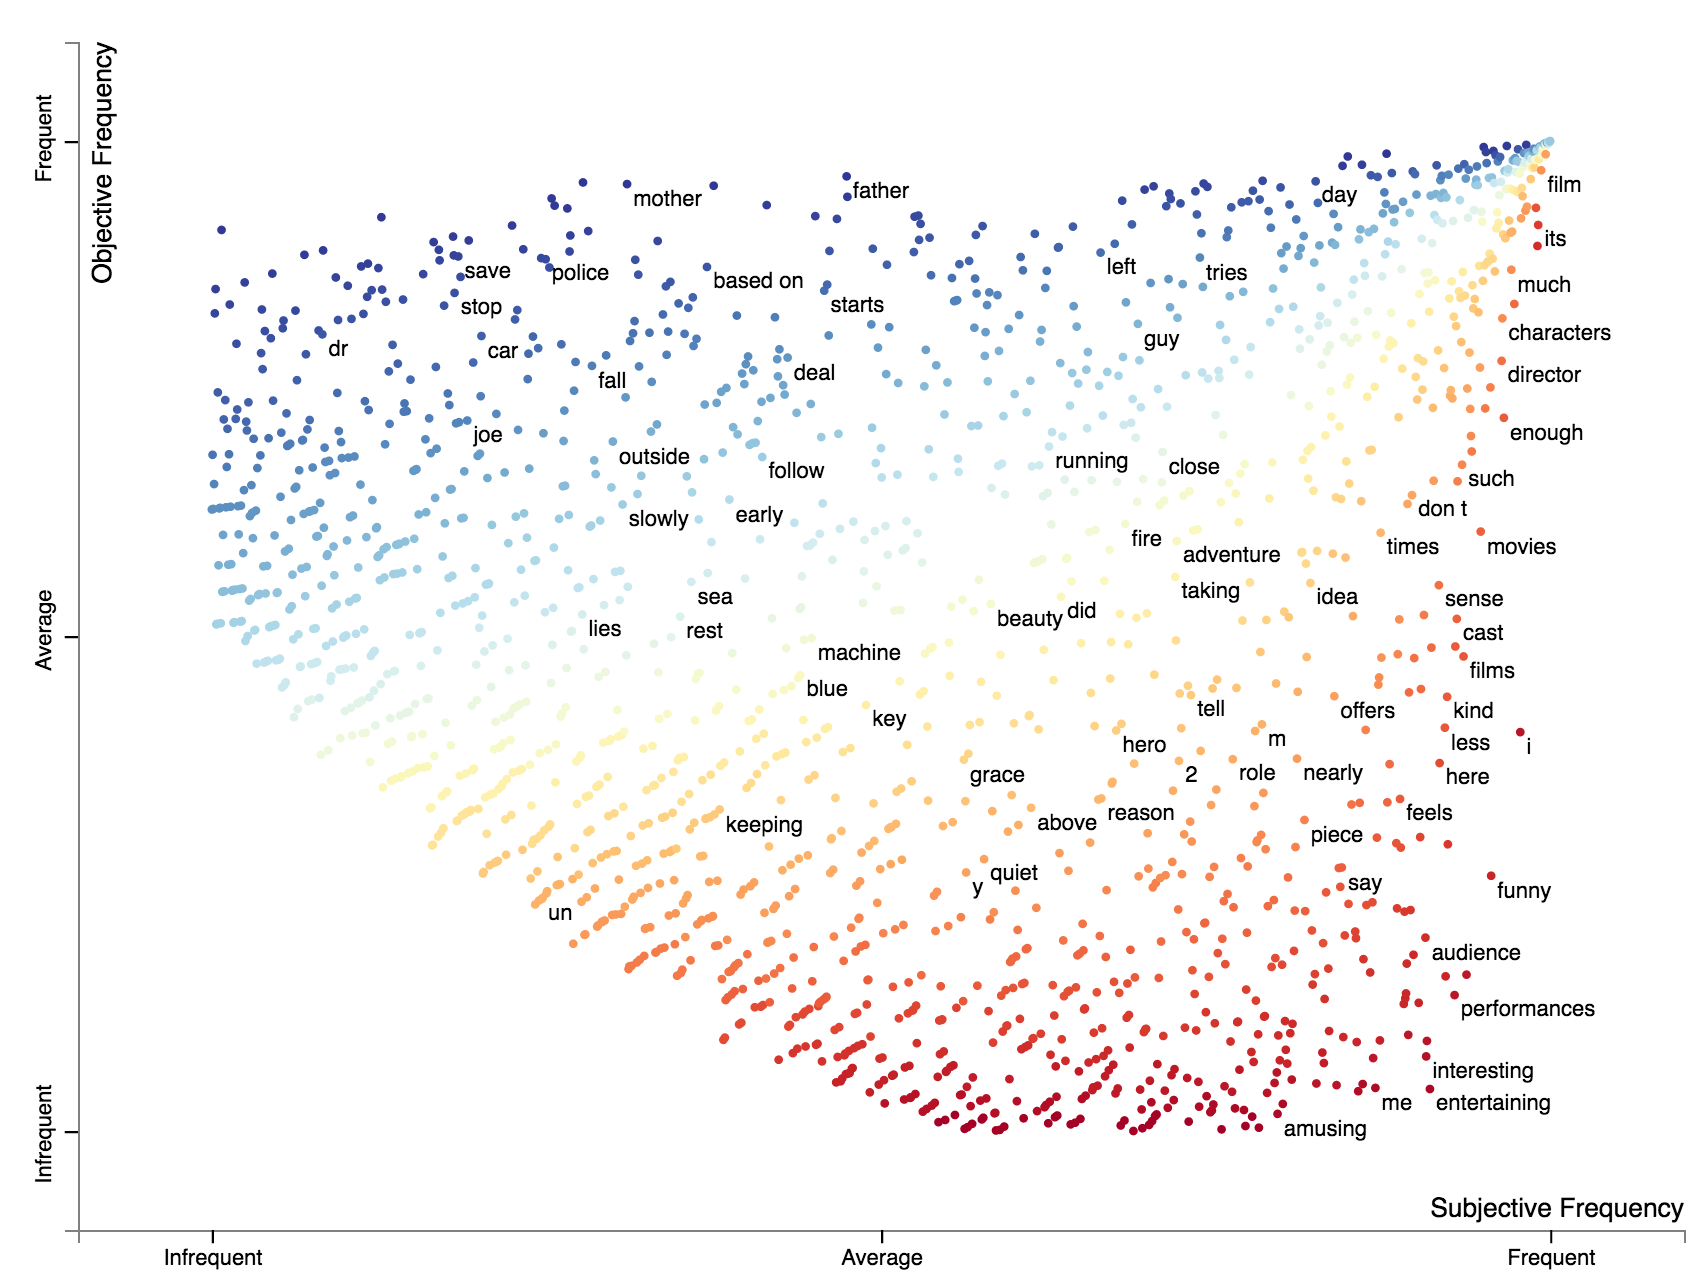 Objective Frequency
Frequent
Average
Infrequent
film
mother
father
day
its
left
save
police
tries
based on
much
stop
starts
characters
guy
dr
car
deal
director
fall
joe
enough
outside
running
close
follow
such
slowly
early
don t
fire
times
movies
adventure
taking
sea
idea
sense
beauty
did
lies
rest
cast
machine
films
blue
tell
offers
kind
key
hero
m
less
i
grace
2
role
nearly
here
above
reason
feels
keeping
piece
quiet
y
say
funny
un
audience
performances
interesting
me
entertaining
amusing
Subjective Frequency
Infrequent
Average
Frequent